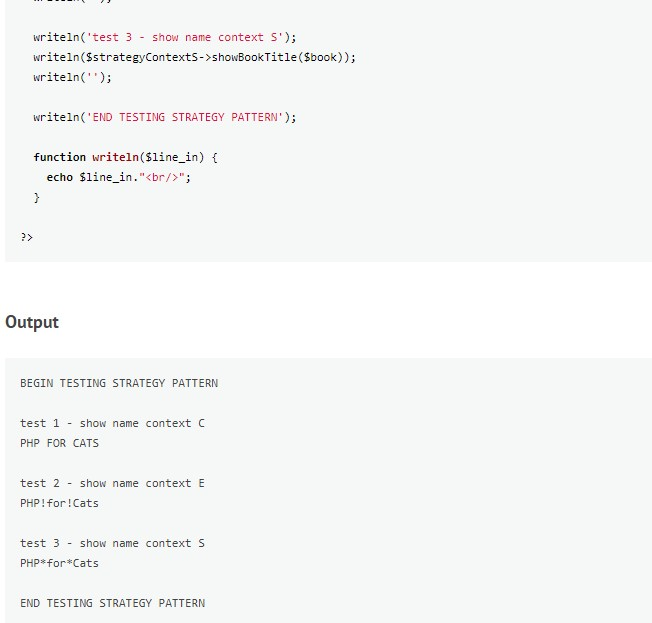 writeln('test 3 - show name context S');
writeln($strategyContextS->showBookTitle($book));
writeln('');
writeln('END TESTING STRATEGY PATTERN');
function writeln($line_in) {
echo $line_in."<br/>";
}
?>
Output
BEGIN TESTING STRATEGY PATTERN
test 1 - show name context C
PHP FOR CATS
test 2 - show name context E
PHP!for!Cats
test 3 - show name context S
PHP*for*Cats
END TESTING STRATEGY PATTERN